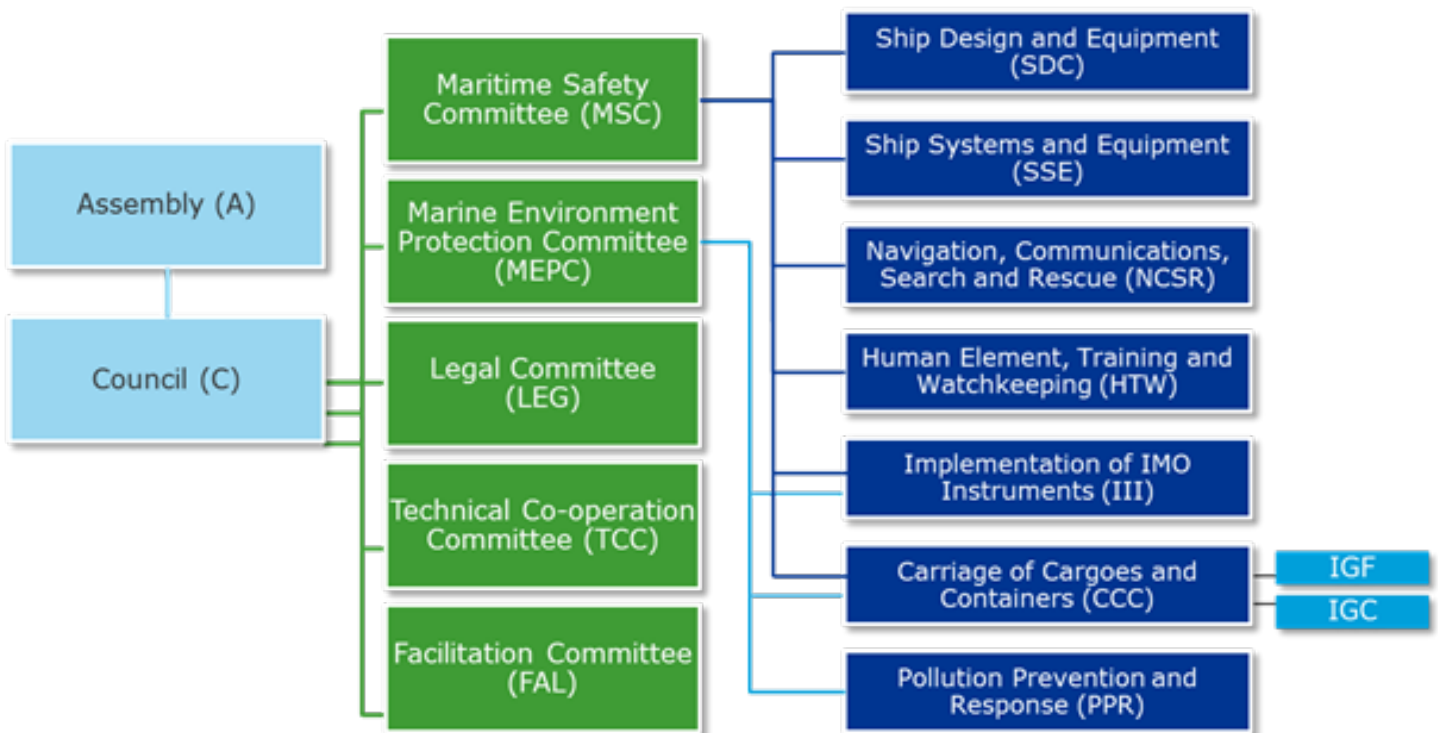 Assembly (A)
Council (C)
Maritime Safety
Committee (MSC)
Marine Environment
Protection Committee
(MEPC)
Legal Committee
(LEG)
Technical Co-operation
Committee (TCC)
Facilitation Committee
(FAL)
Ship Design and Equipment
(SDC)
Ship Systems and Equipment
(SSE)
Navigation, Communications,
Search and Rescue (NCSR)
Human Element, Training and
Watchkeeping (HTW)
Implementation of IMO
Instruments (III)
Carriage of Cargoes and
Containers (CCC)
Pollution Prevention and
Response (PPR)
IGF
IGC